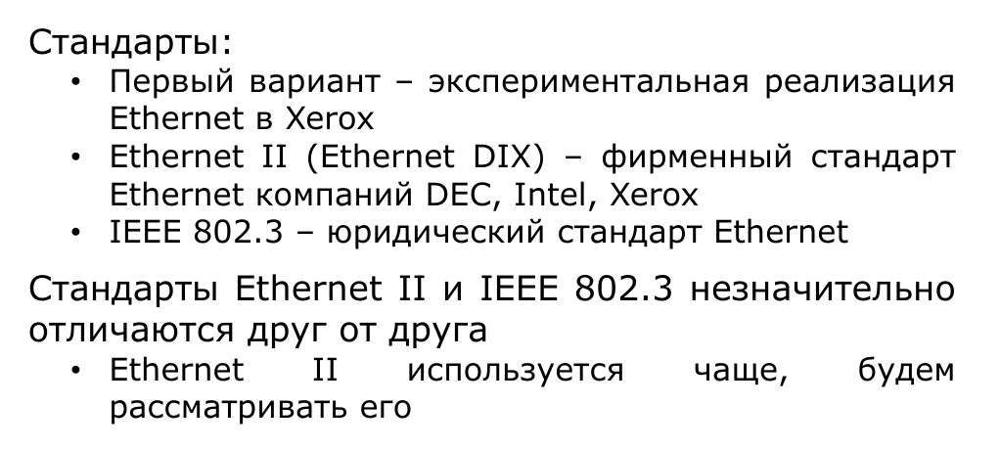 Стандарты:
• Первый вариант – экспериментальная реализация
Ethernet в Xerox
• Ethernet II (Ethernet DIX) – фирменный стандарт
Ethernet компаний DEC, Intel, Xerox
• IEEE 802.3 – юридический стандарт Ethernet
Стандарты Ethernet II и IEEE 802.3 незначительно
отличаются друг от друга
• Ethernet II используется чаще, будем
рассматривать его